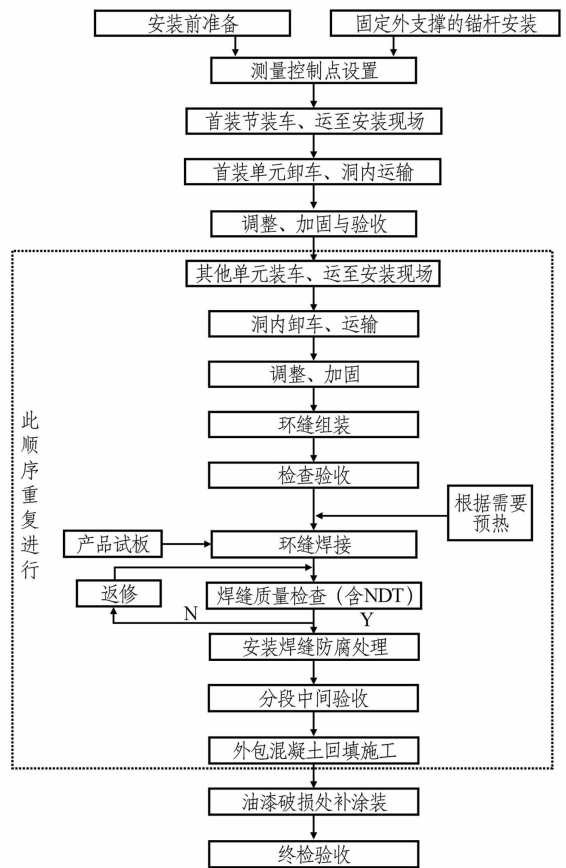 安装前准备
固定外支撑的锚杆安装
测量控制点设置
首装节装车、运至安装现场
首装单元卸车、洞内运输
调整、加固与验收
其他单元装车、运至安装现场
洞内卸车、运输
调整、加固
环缝组装
检查验收
此顺序重复进行
根据需要
预热
产品试板
环缝焊接
返修
焊缝质量检查（含NDT）
N
Y
安装焊缝防腐处理
分段中间验收
外包混凝土回填施工
油漆破损处补涂装
终检验收